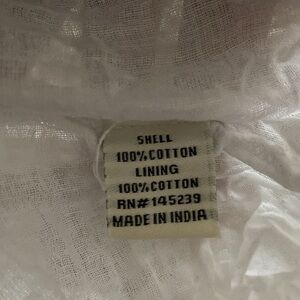 SHELL
100% COTTON
LINING
100% COTTON
RN# 145239
MADE IN INDIA